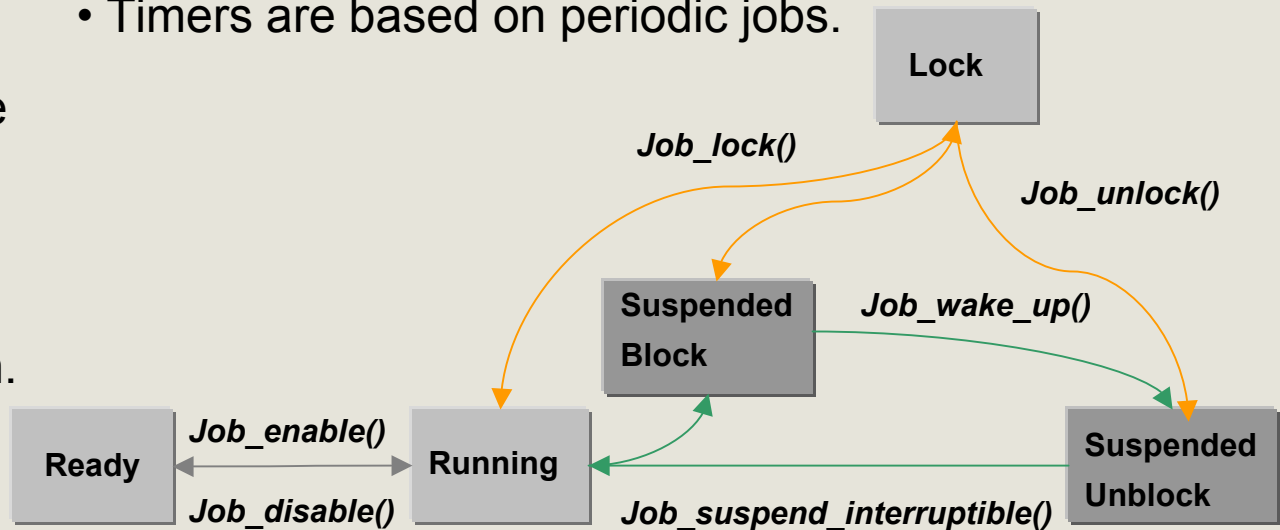 • Timers are based on periodic jobs.
Lock
Job_lock()
Job_unlock()
Suspended
Block
Job_wake_up()
Ready
Job_enable()
Job_disable()
Running
Suspended
Unblock
Job_suspend_interruptible()